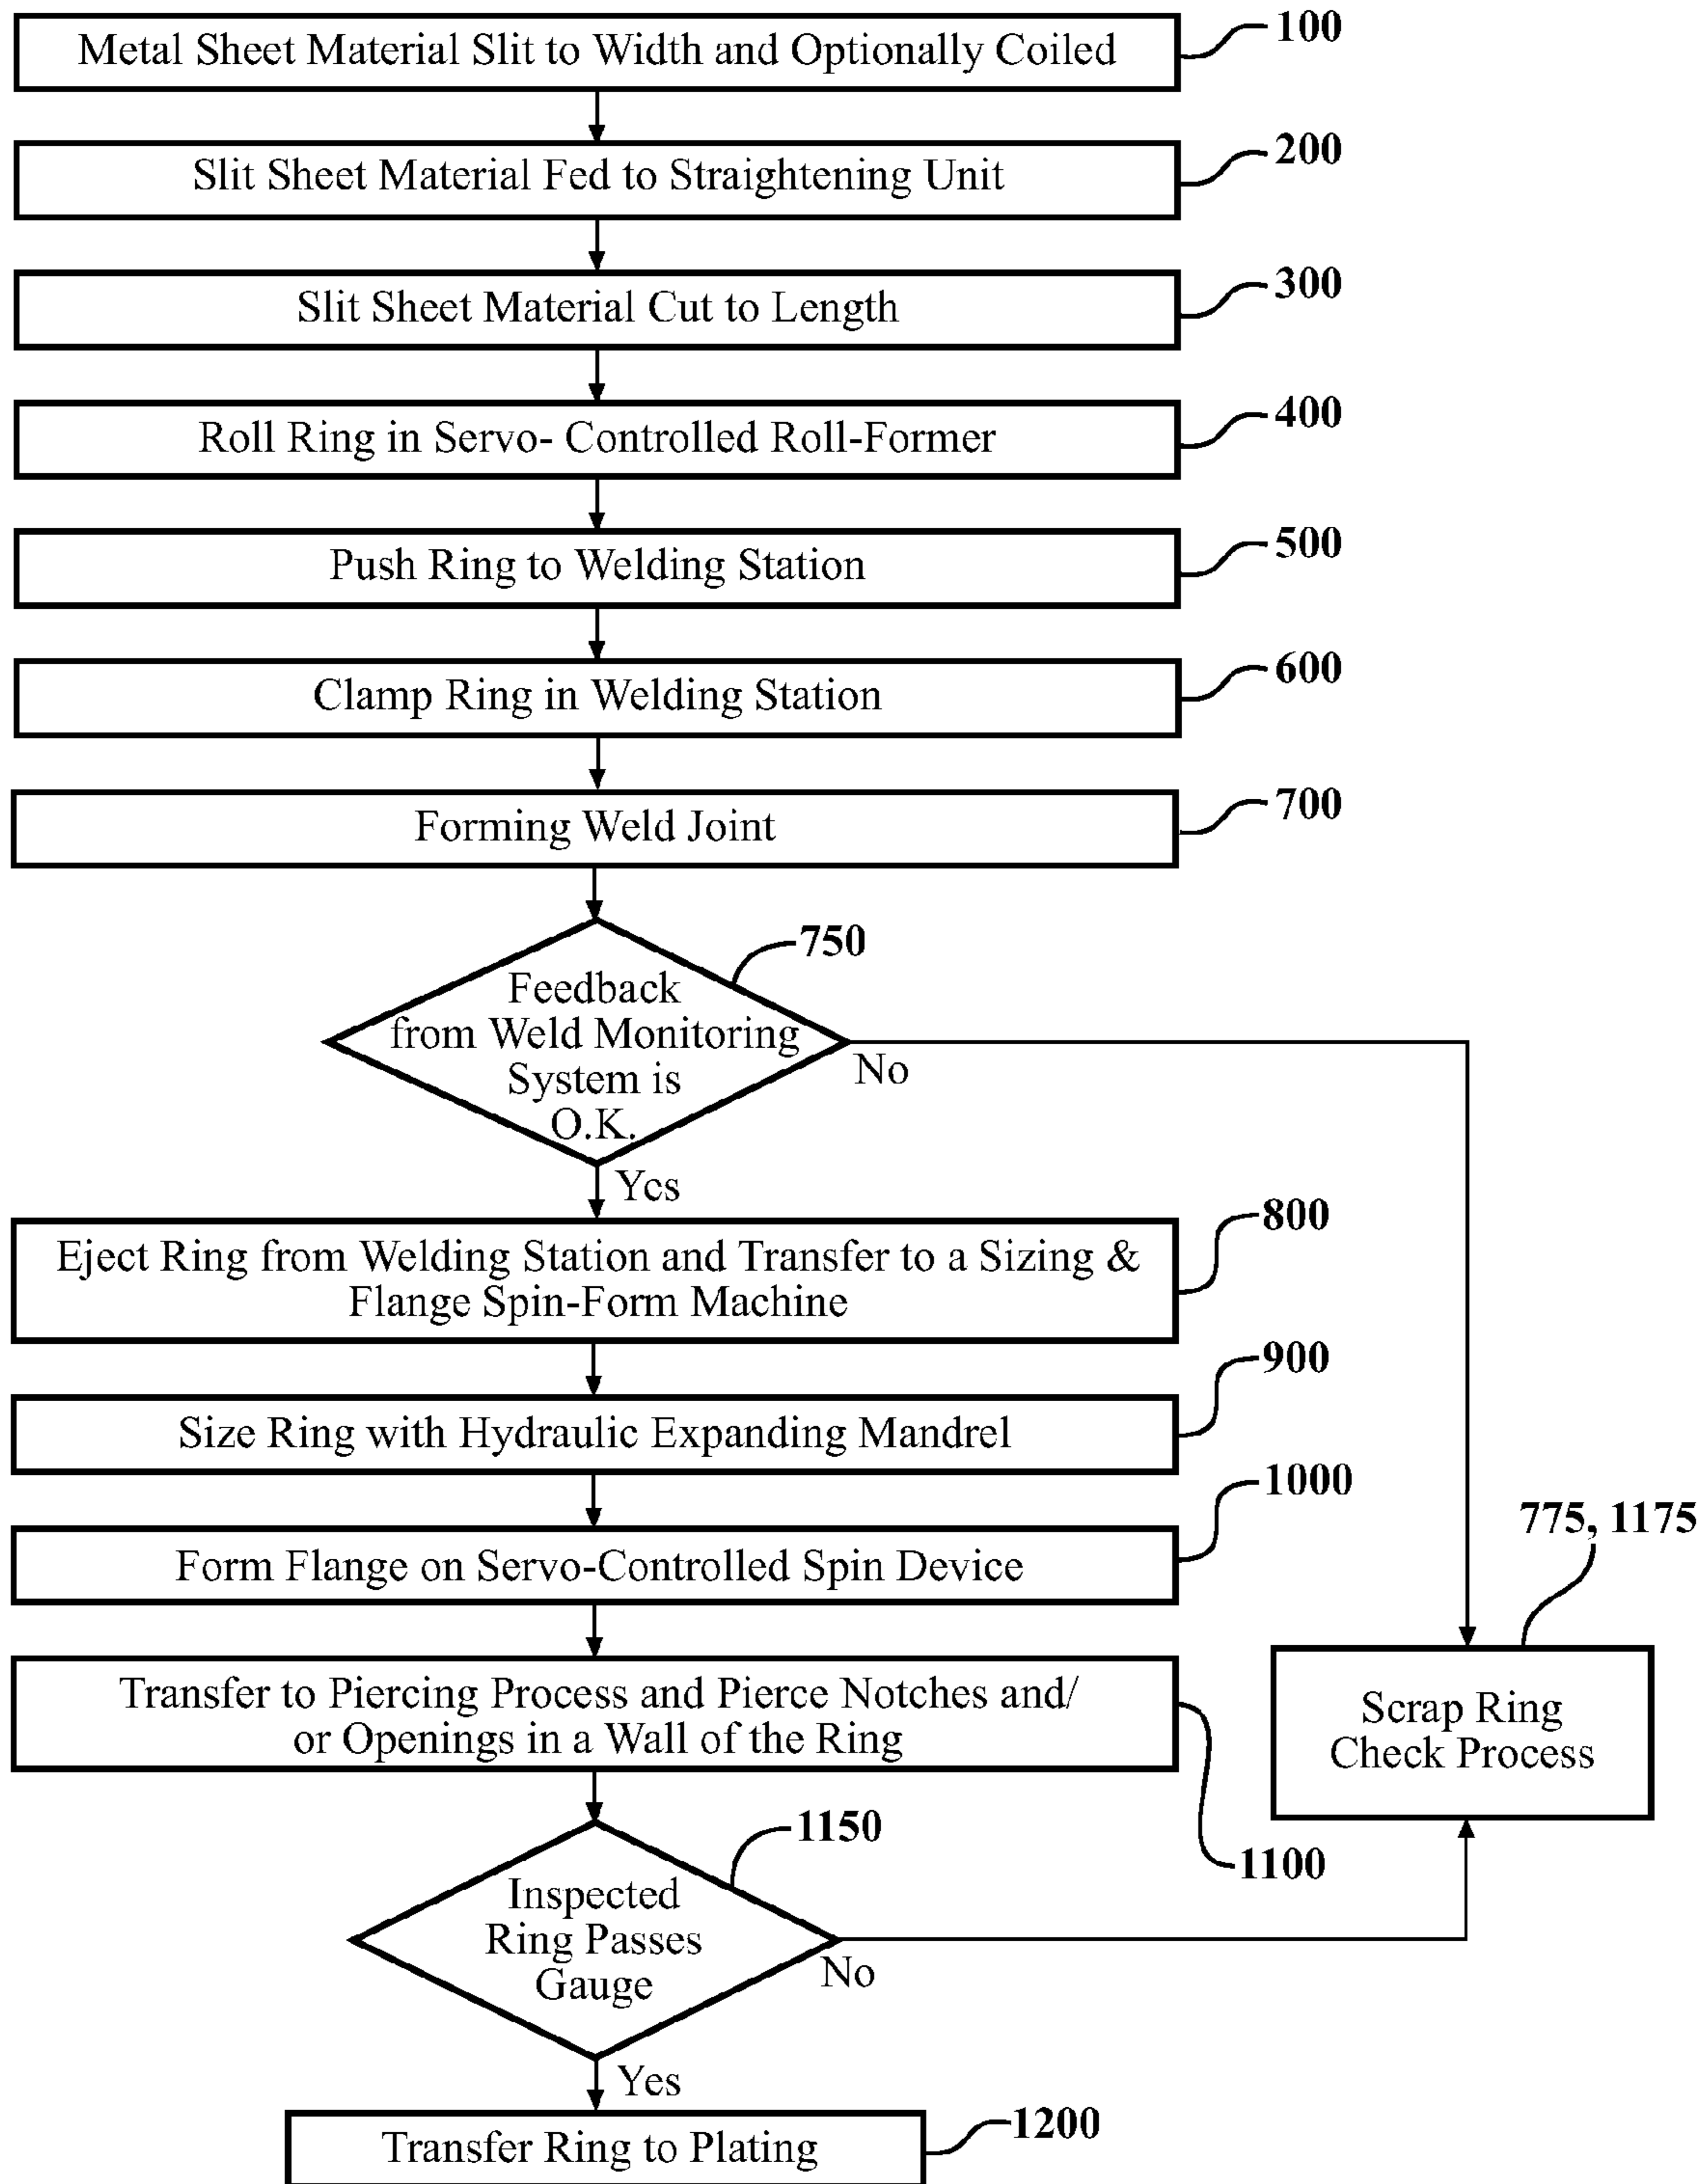 Metal Sheet Material Slit to Width and Optionally Coiled
100
Slit Sheet Material Fed to Straightening Unit
200
Slit Sheet Material Cut to Length
300
Roll Ring in Servo- Controlled Roll-Former
400
Push Ring to Welding Station
500
Clamp Ring in Welding Station
600
Forming Weld Joint
700
750
Feedback
from Weld Monitoring
System is
O.K.
No
Yes
Eject Ring from Welding Station and Transfer to a Sizing &
Flange Spin-Form Machine
800
Size Ring with Hydraulic Expanding Mandrel
900
Form Flange on Servo-Controlled Spin Device
1000
775, 1175
Scrap Ring
Check Process
Transfer to Piercing Process and Pierce Notches and/
or Openings in a Wall of the Ring
1100
1150
Inspected
Ring Passes
Gauge
No
Yes
Transfer Ring to Plating
1200